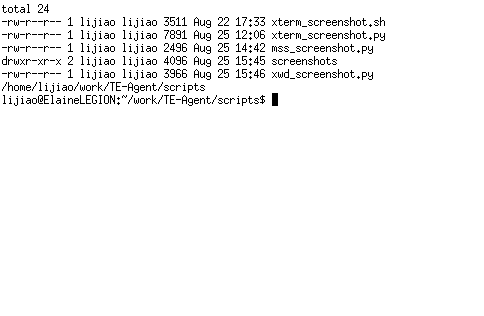 total 24
-rw-r--r-- 1 lijiao lijiao 3511 Aug 22 17:33 xterm_screenshot.sh
-rw-r--r-- 1 lijiao lijiao 7891 Aug 25 12:06 xterm_screenshot.py
-rw-r--r-- 1 lijiao lijiao 2496 Aug 25 14:42 mss_screenshot.py
drwxr-xr-x 2 lijiao lijiao 4096 Aug 25 15:45 screenshots
-rw-r--r-- 1 lijiao lijiao 3966 Aug 25 15:46 xwd_screenshot.py
/home/lijiao/work/TE-Agent/scripts
lijiao@ElaineLEGION:~/work/TE-Agent/scripts$